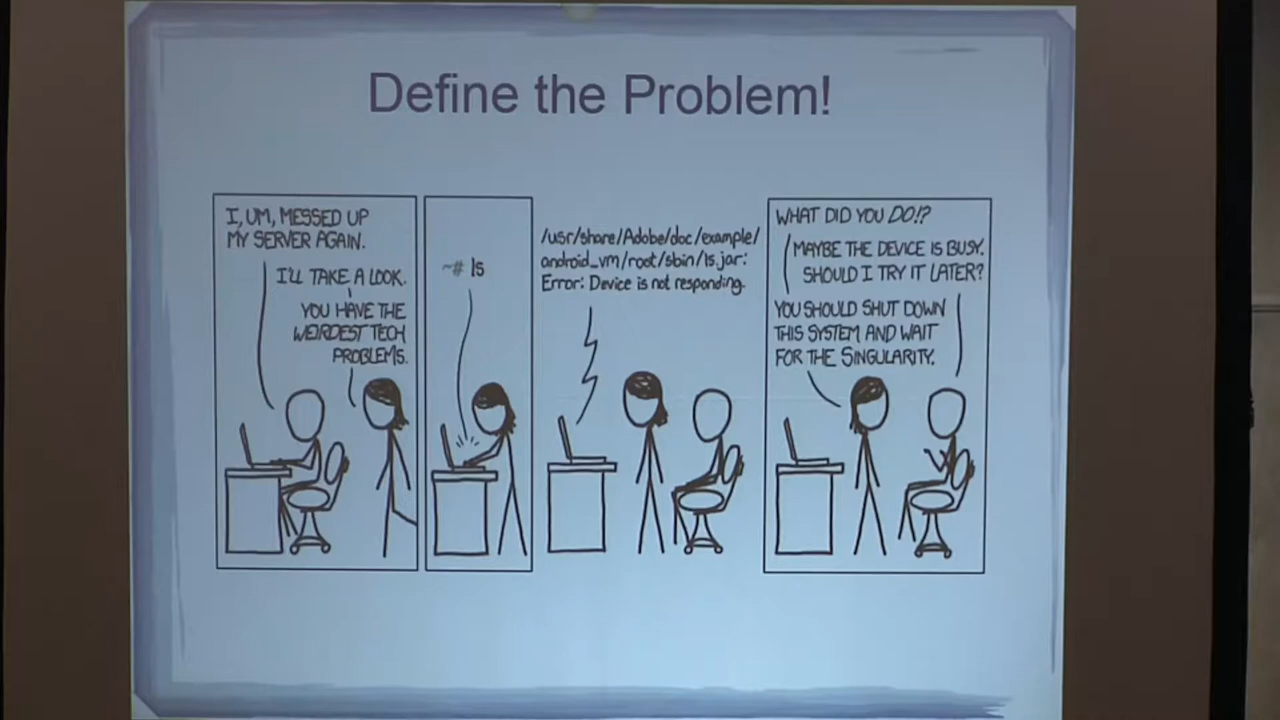 Define the Problem!
I, UM, MESSED UP
MY SERVER AGAIN.
I'LL TAKE A LOOK.
YOU HAVE THE
WEIRDEST TECH
PROBLEMS.
~# ls
/usr/share/Adobe/doc/example/
android_vm/root/sbin/ls.jar:
Error: Device is not responding.
WHAT DID YOU DO!?
MAYBE THE DEVICE IS BUSY.
SHOULD I TRY IT LATER?
YOU SHOULD SHUT DOWN
THIS SYSTEM AND WAIT
FOR THE SINGULARITY.